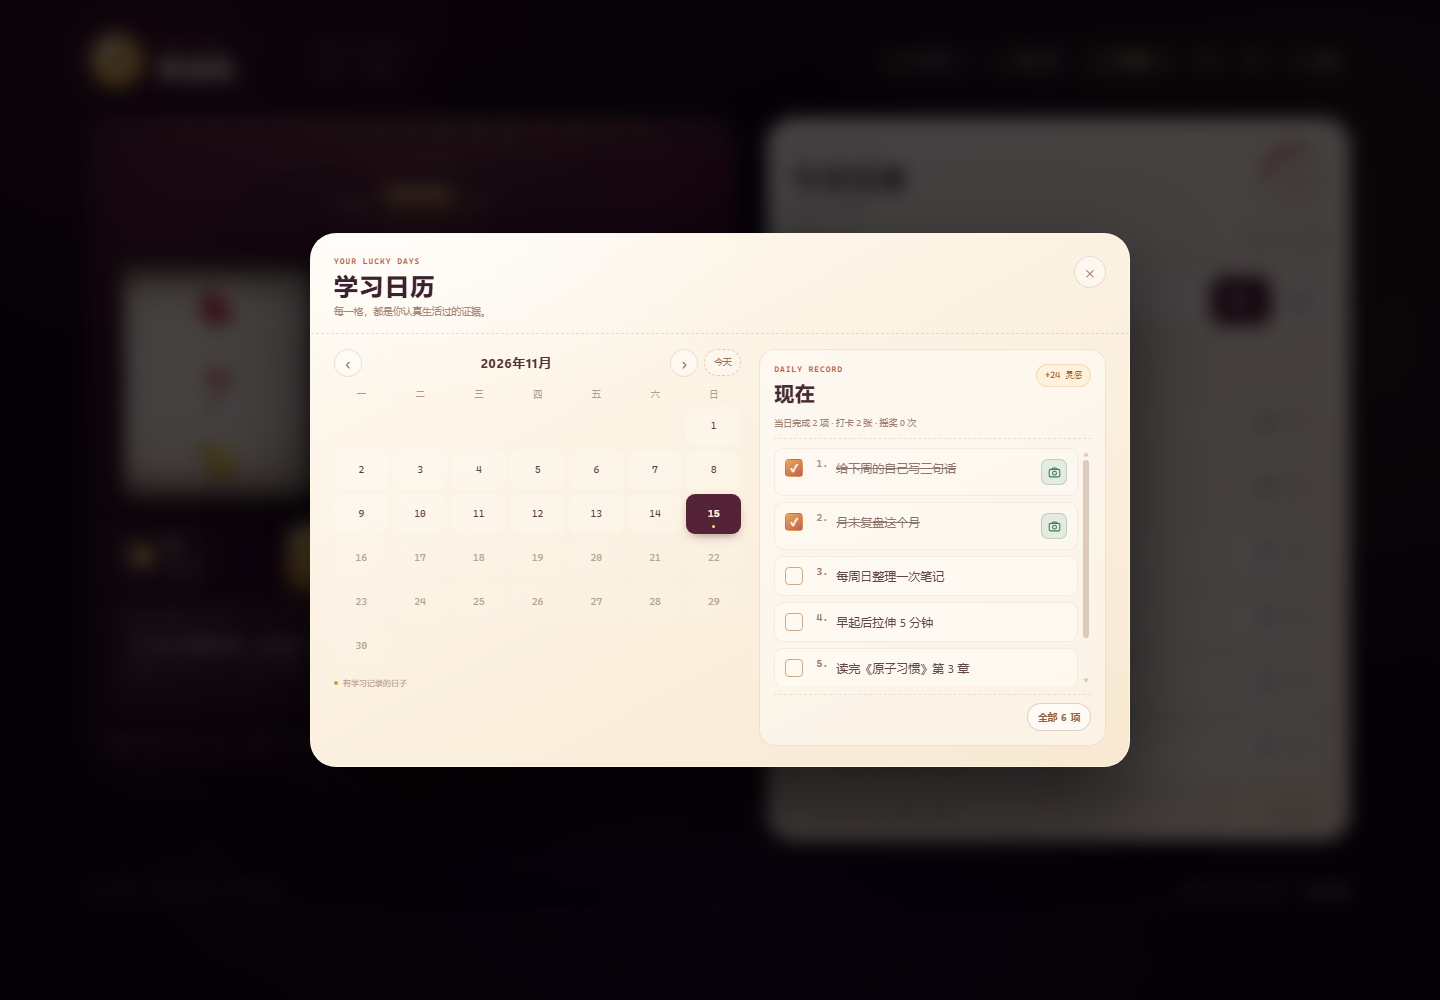 YOUR LUCKY DAYS
学习日历
每一格，都是你认真生活过的证据。
‹ 2026年11月 › 今天
一 二 三 四 五 六 日
1
2 3 4 5 6 7 8
9 10 11 12 13 14 15
16 17 18 19 20 21 22
23 24 25 26 27 28 29
30
有学习记录的日子
DAILY RECORD
+24 灵感
现在
当日完成 2 项 · 打卡 2 张 · 摇奖 0 次
1. 给下周的自己写三句话
2. 月末复盘这个月
3. 每周日整理一次笔记
4. 早起后拉伸 5 分钟
5. 读完《原子习惯》第 3 章
全部 6 项